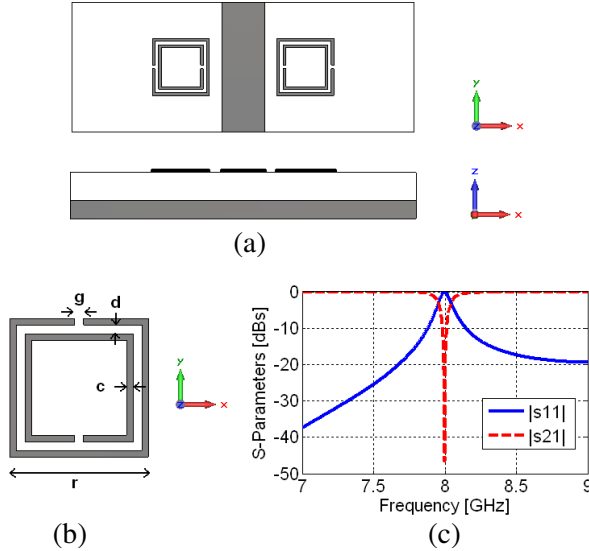 y
z
x
z
x
(a)
g
d
c
y
z
x
r
(b)
S-Parameters [dBs]
0
-10
-20
-30
-40
-50
|s11|
|s21|
7
7.5
8
8.5
9
Frequency [GHz]
(c)